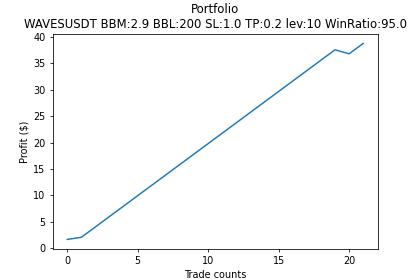 Portfolio
WAVESUSDT BBM:2.9 BBL:200 SL:1.0 TP:0.2 lev:10 WinRatio:95.0
40
35
30
25
20
15
10
5
0
Profit ($)
0 5 10 15 20
Trade counts